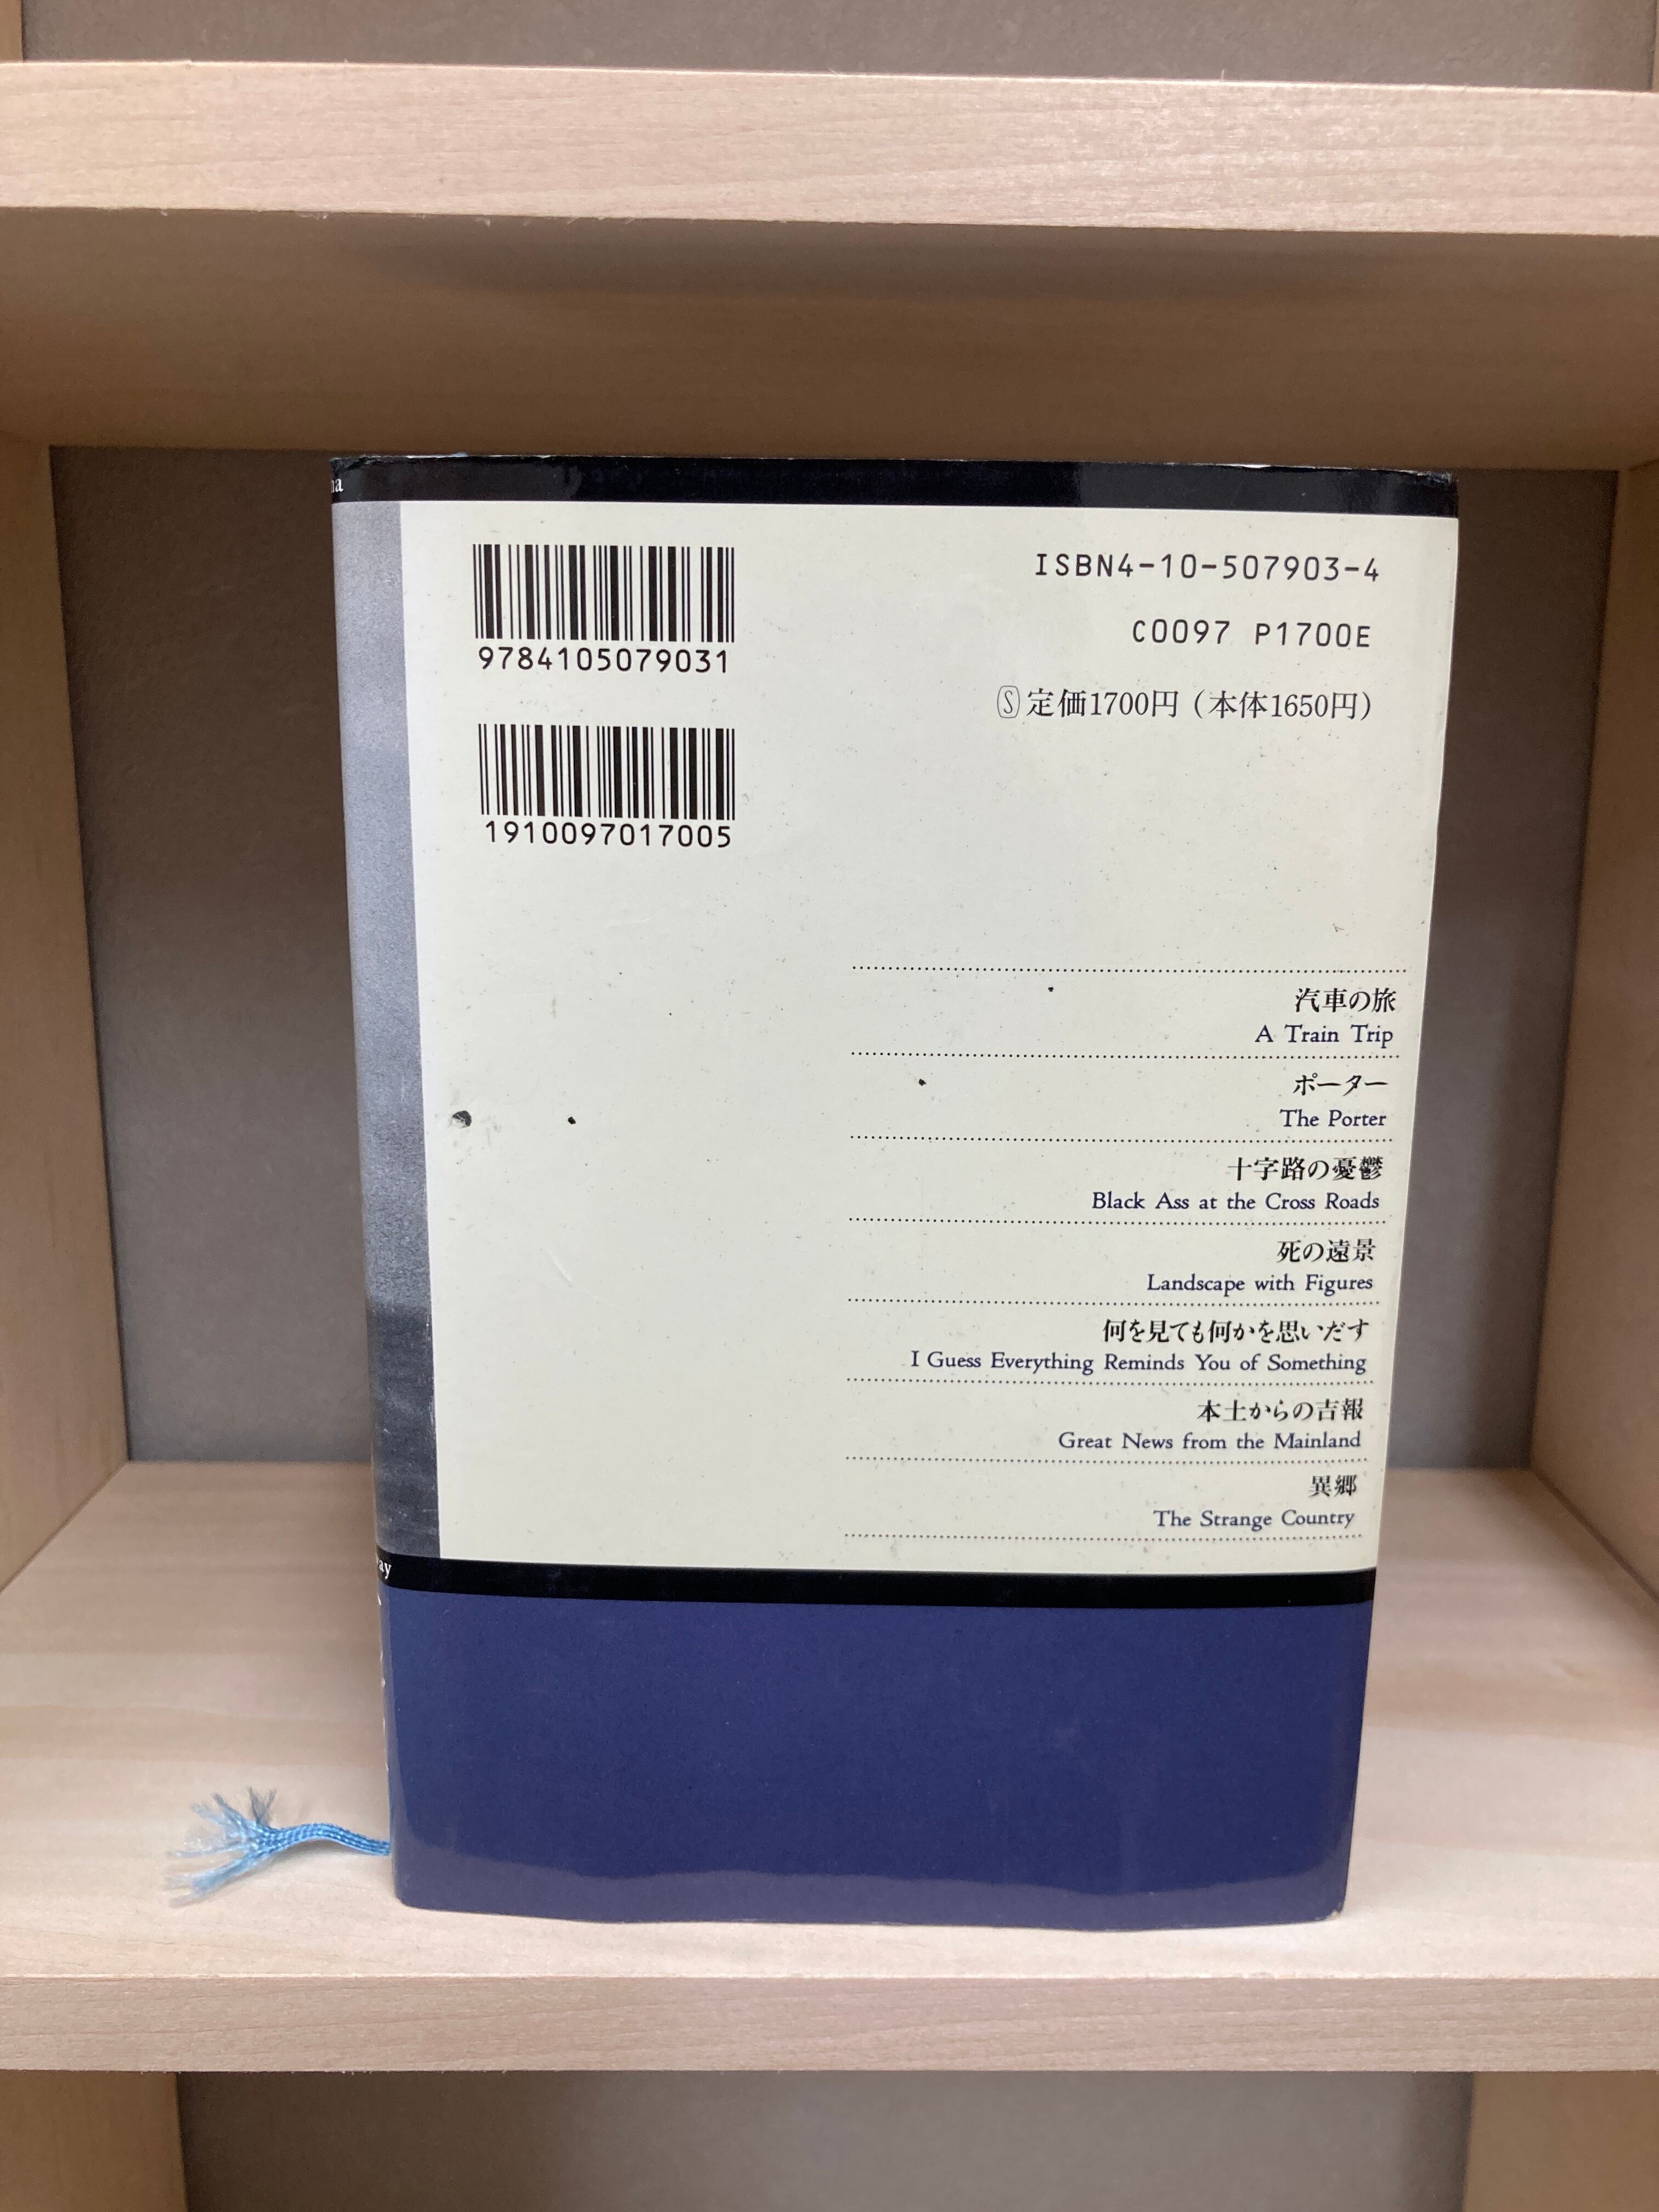 9784105079031
1910097017005
ISBN4-10-507903-4
C0097 P1700E
Ⓢ定価1700円（本体1650円）
汽車の旅
A Train Trip
ポーター
The Porter
十字路の憂鬱
Black Ass at the Cross Roads
死の遠景
Landscape with Figures
何を見ても何かを思いだす
I Guess Everything Reminds You of Something
本土からの吉報
Great News from the Mainland
異郷
The Strange Country